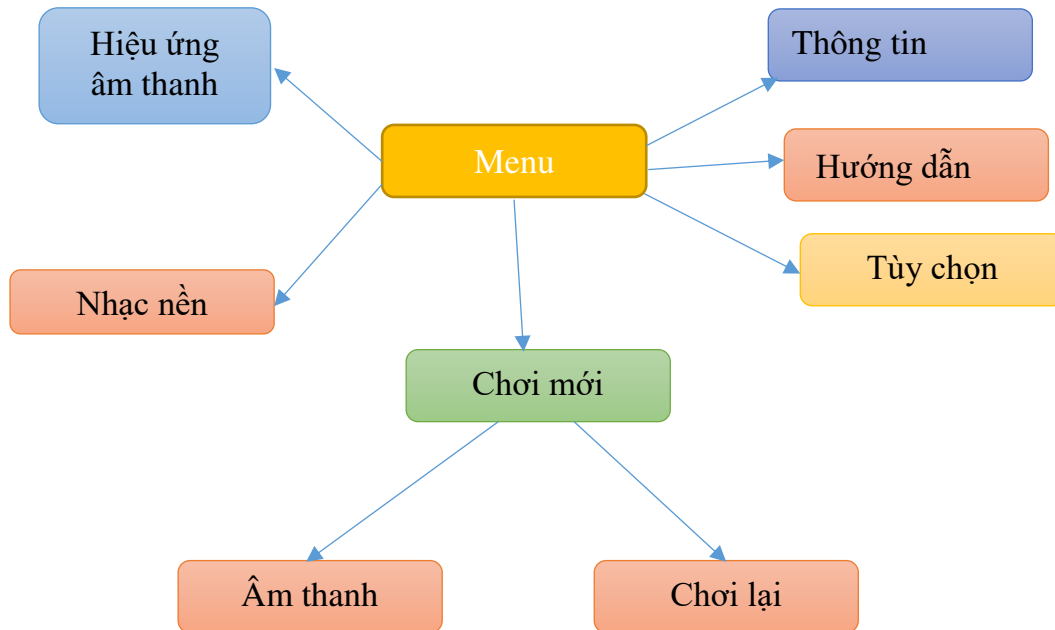 Hiệu ứng
âm thanh
Thông tin
Menu
Hướng dẫn
Tùy chọn
Nhạc nền
Chơi mới
Âm thanh
Chơi lại